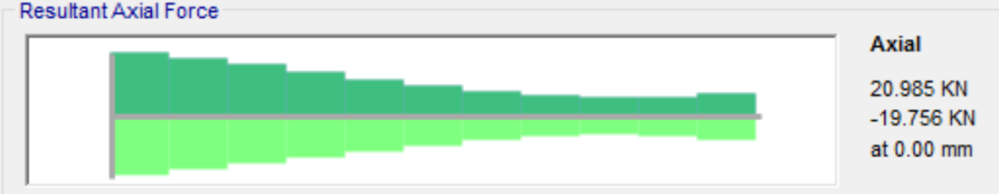 Resultant Axial Force
Axial
20.985 KN
-19.756 KN
at 0.00 mm